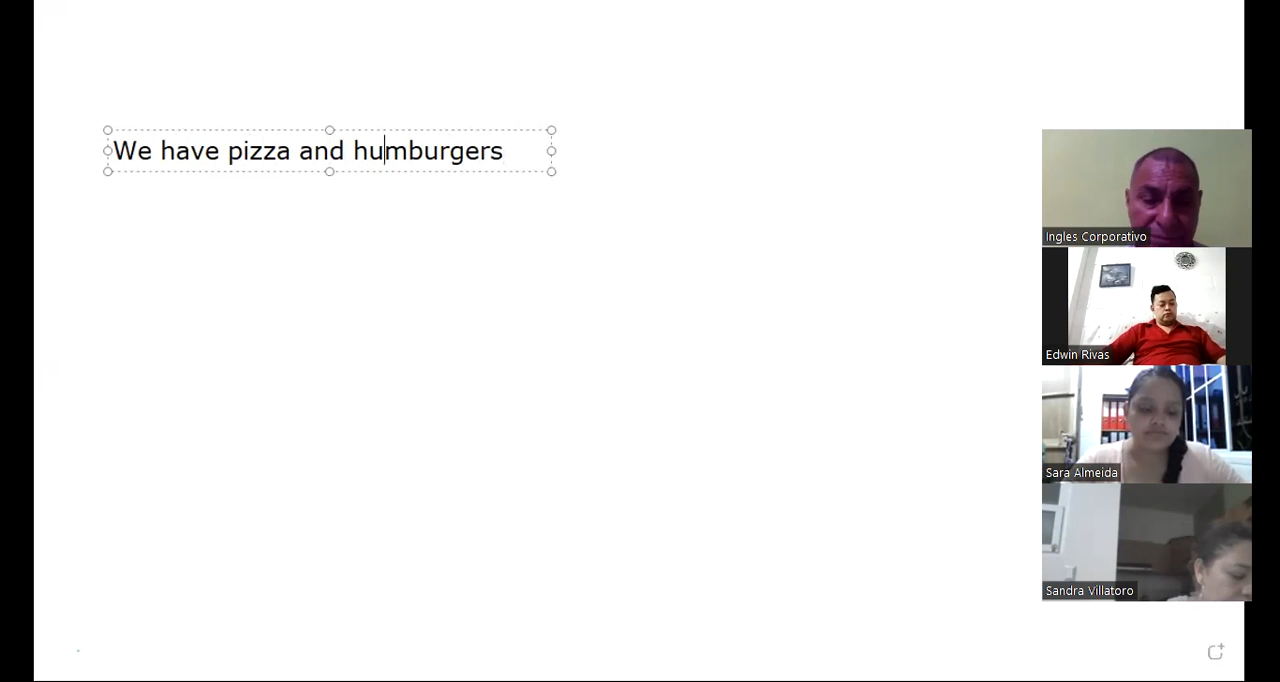 We have pizza and humburgers
Ingles Corporativo
Edwin Rivas
Sara Almeida
Sandra Villatoro